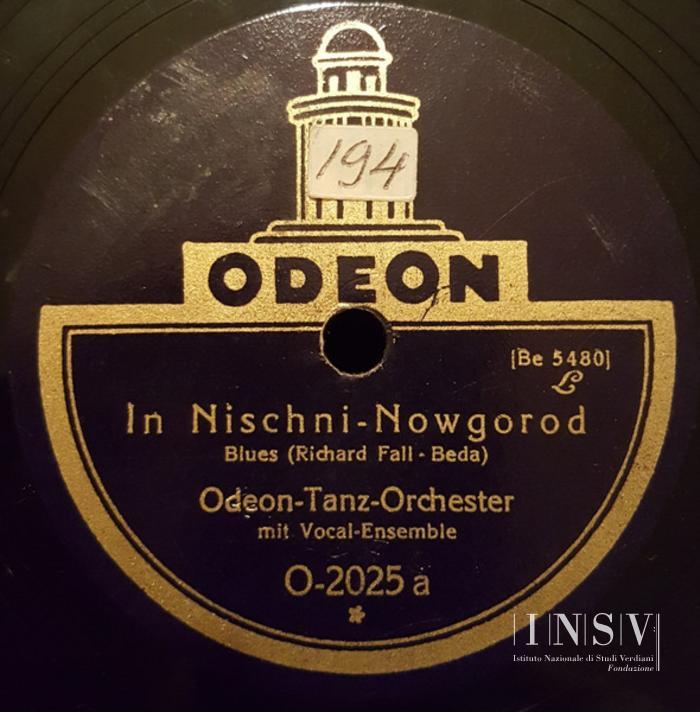 194
ODEON
[Be 5480]
L
In Nischni-Nowgorod
Blues (Richard Fall - Beda)
Odeon-Tanz-Orchester
mit Vocal-Ensemble
O-2025 a
*
|I|N|S|V|
Istituto Nazionale di Studi Verdiani
Fondazione